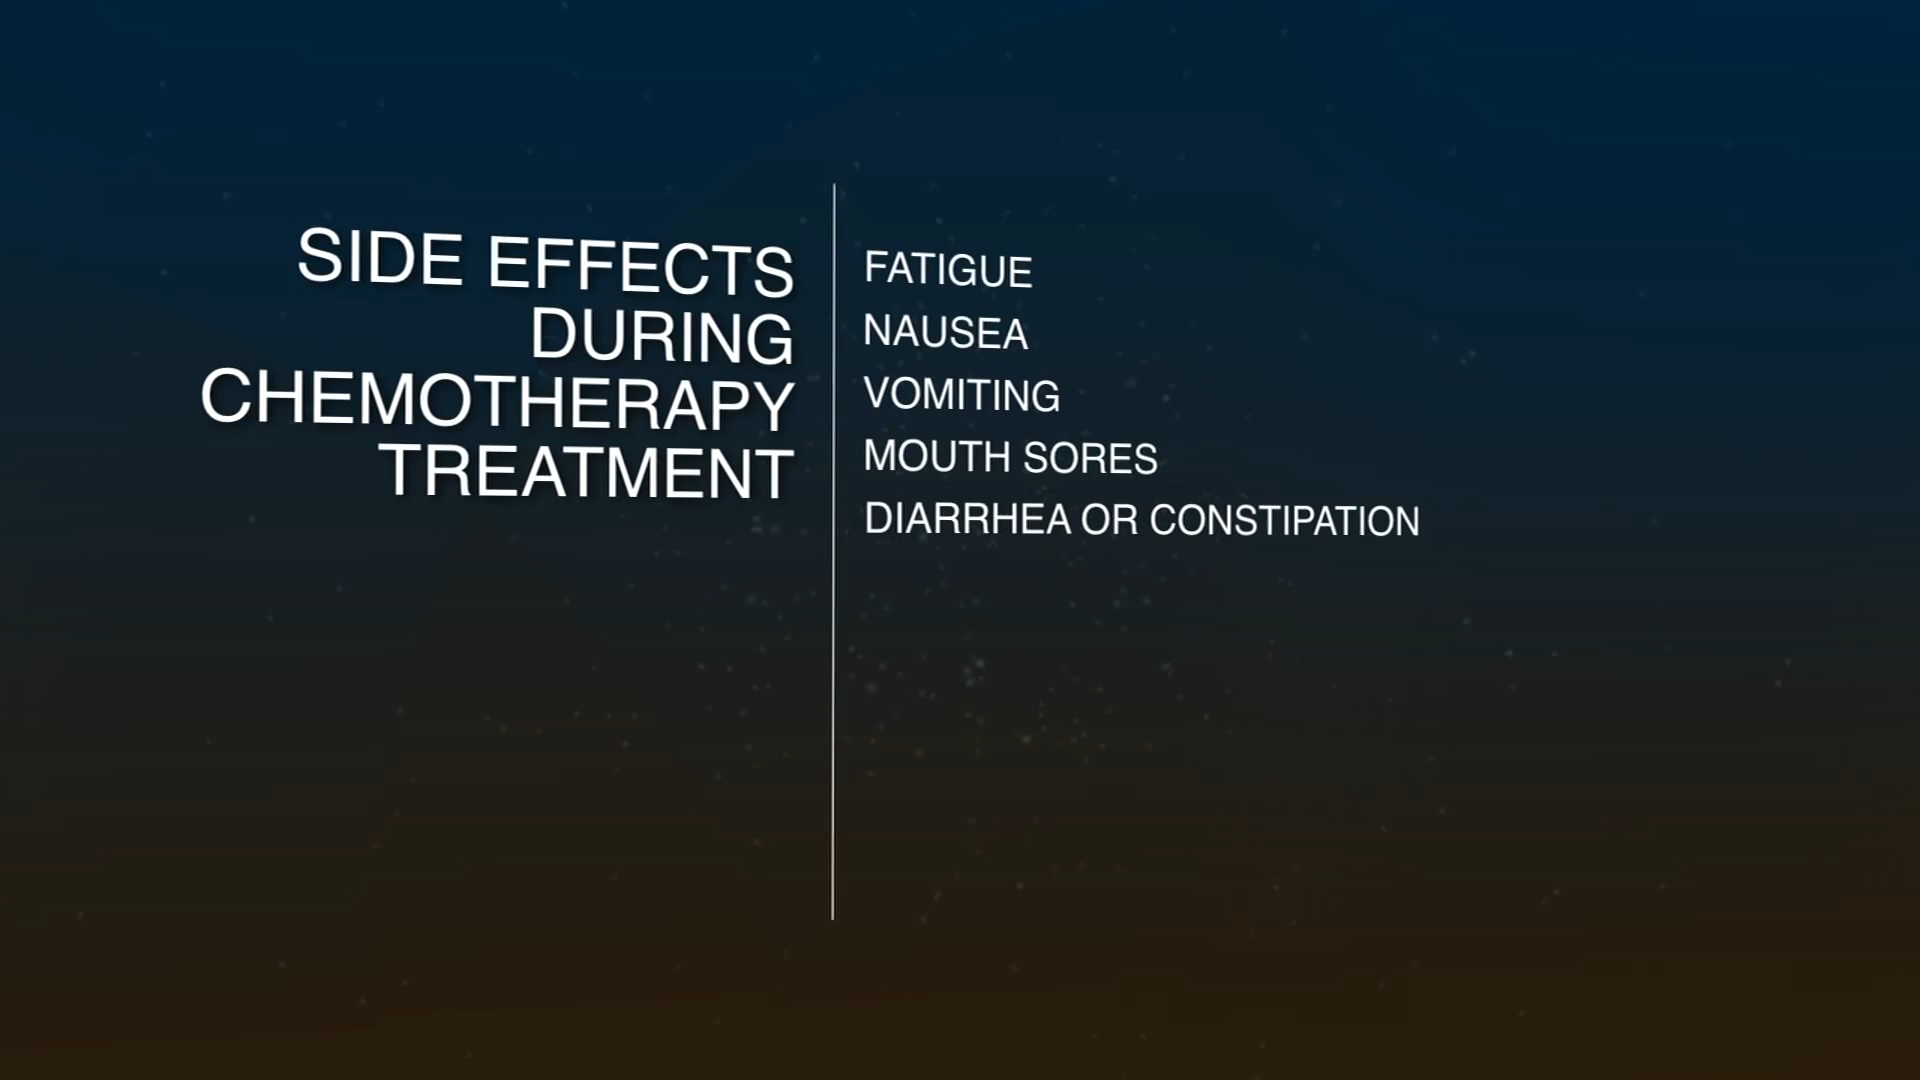 SIDE EFFECTS
DURING
CHEMOTHERAPY
TREATMENT
FATIGUE
NAUSEA
VOMITING
MOUTH SORES
DIARRHEA OR CONSTIPATION